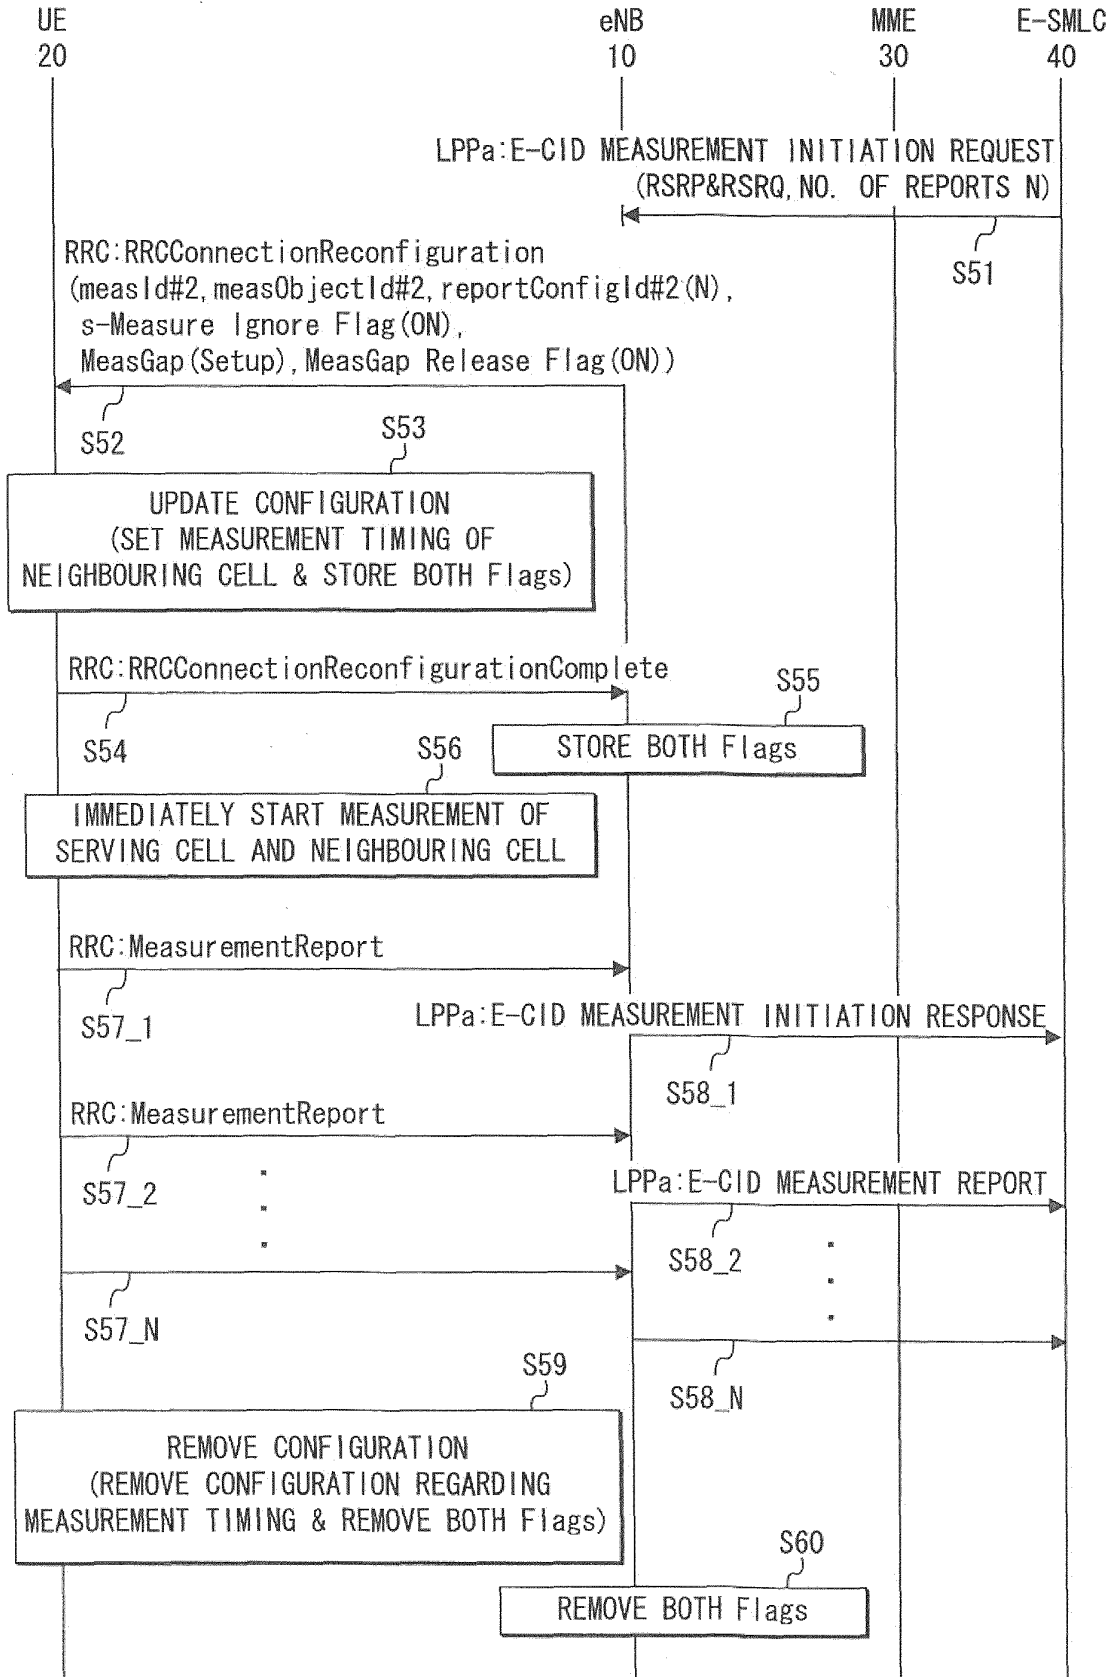 UE eNB MME E-SMLC
20 10 30 40
LPPa:E-CID MEASUREMENT INITIATION REQUEST
(RSRP&RSRQ,NO. OF REPORTS N)
S51
RRC:RRCConnectionReconfiguration
(measId#2,measObjectId#2,reportConfigId#2(N),
s-Measure Ignore Flag(ON),
MeasGap(Setup),MeasGap Release Flag(ON))
S52
S53
UPDATE CONFIGURATION
(SET MEASUREMENT TIMING OF
NEIGHBOURING CELL & STORE BOTH Flags)
RRC:RRCConnectionReconfigurationComplete
S54
S55
STORE BOTH Flags
S56
IMMEDIATELY START MEASUREMENT OF
SERVING CELL AND NEIGHBOURING CELL
RRC:MeasurementReport
S57_1
LPPa:E-CID MEASUREMENT INITIATION RESPONSE
S58_1
RRC:MeasurementReport
S57_2
LPPa:E-CID MEASUREMENT REPORT
S58_2
S57_N
S58_N
S59
REMOVE CONFIGURATION
(REMOVE CONFIGURATION REGARDING
MEASUREMENT TIMING & REMOVE BOTH Flags)
S60
REMOVE BOTH Flags